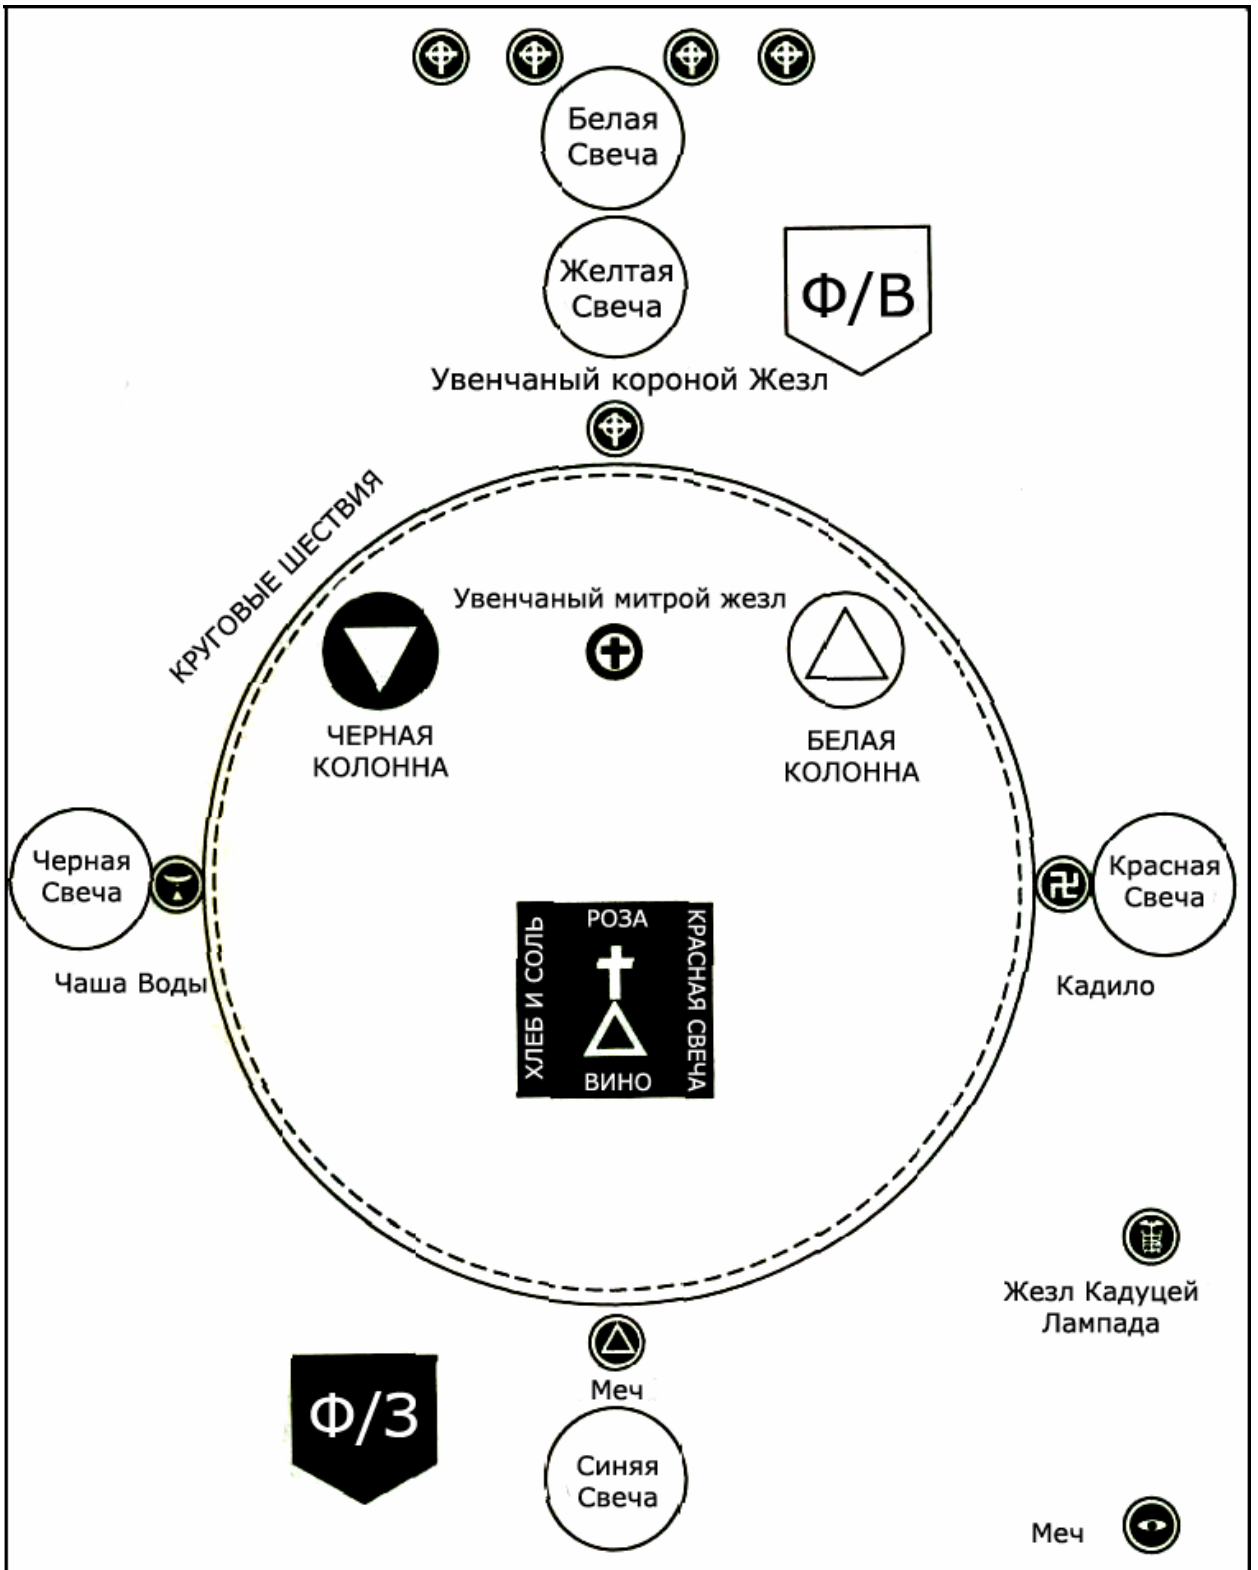 Белая
Свеча
Желтая
Свеча
Ф/В
Увенчаный короной Жезл
КРУГОВЫЕ ШЕСТВИЯ
Увенчаный митрой жезл
ЧЕРНАЯ
КОЛОННА
БЕЛАЯ
КОЛОННА
Черная
Свеча
Чаша Воды
Красная
Свеча
Кадило
РОЗА
ХЛЕБ И СОЛЬ
КРАСНАЯ СВЕЧА
ВИНО
Жезл Кадуцей
Лампада
Меч
Ф/З
Синяя
Свеча
Меч